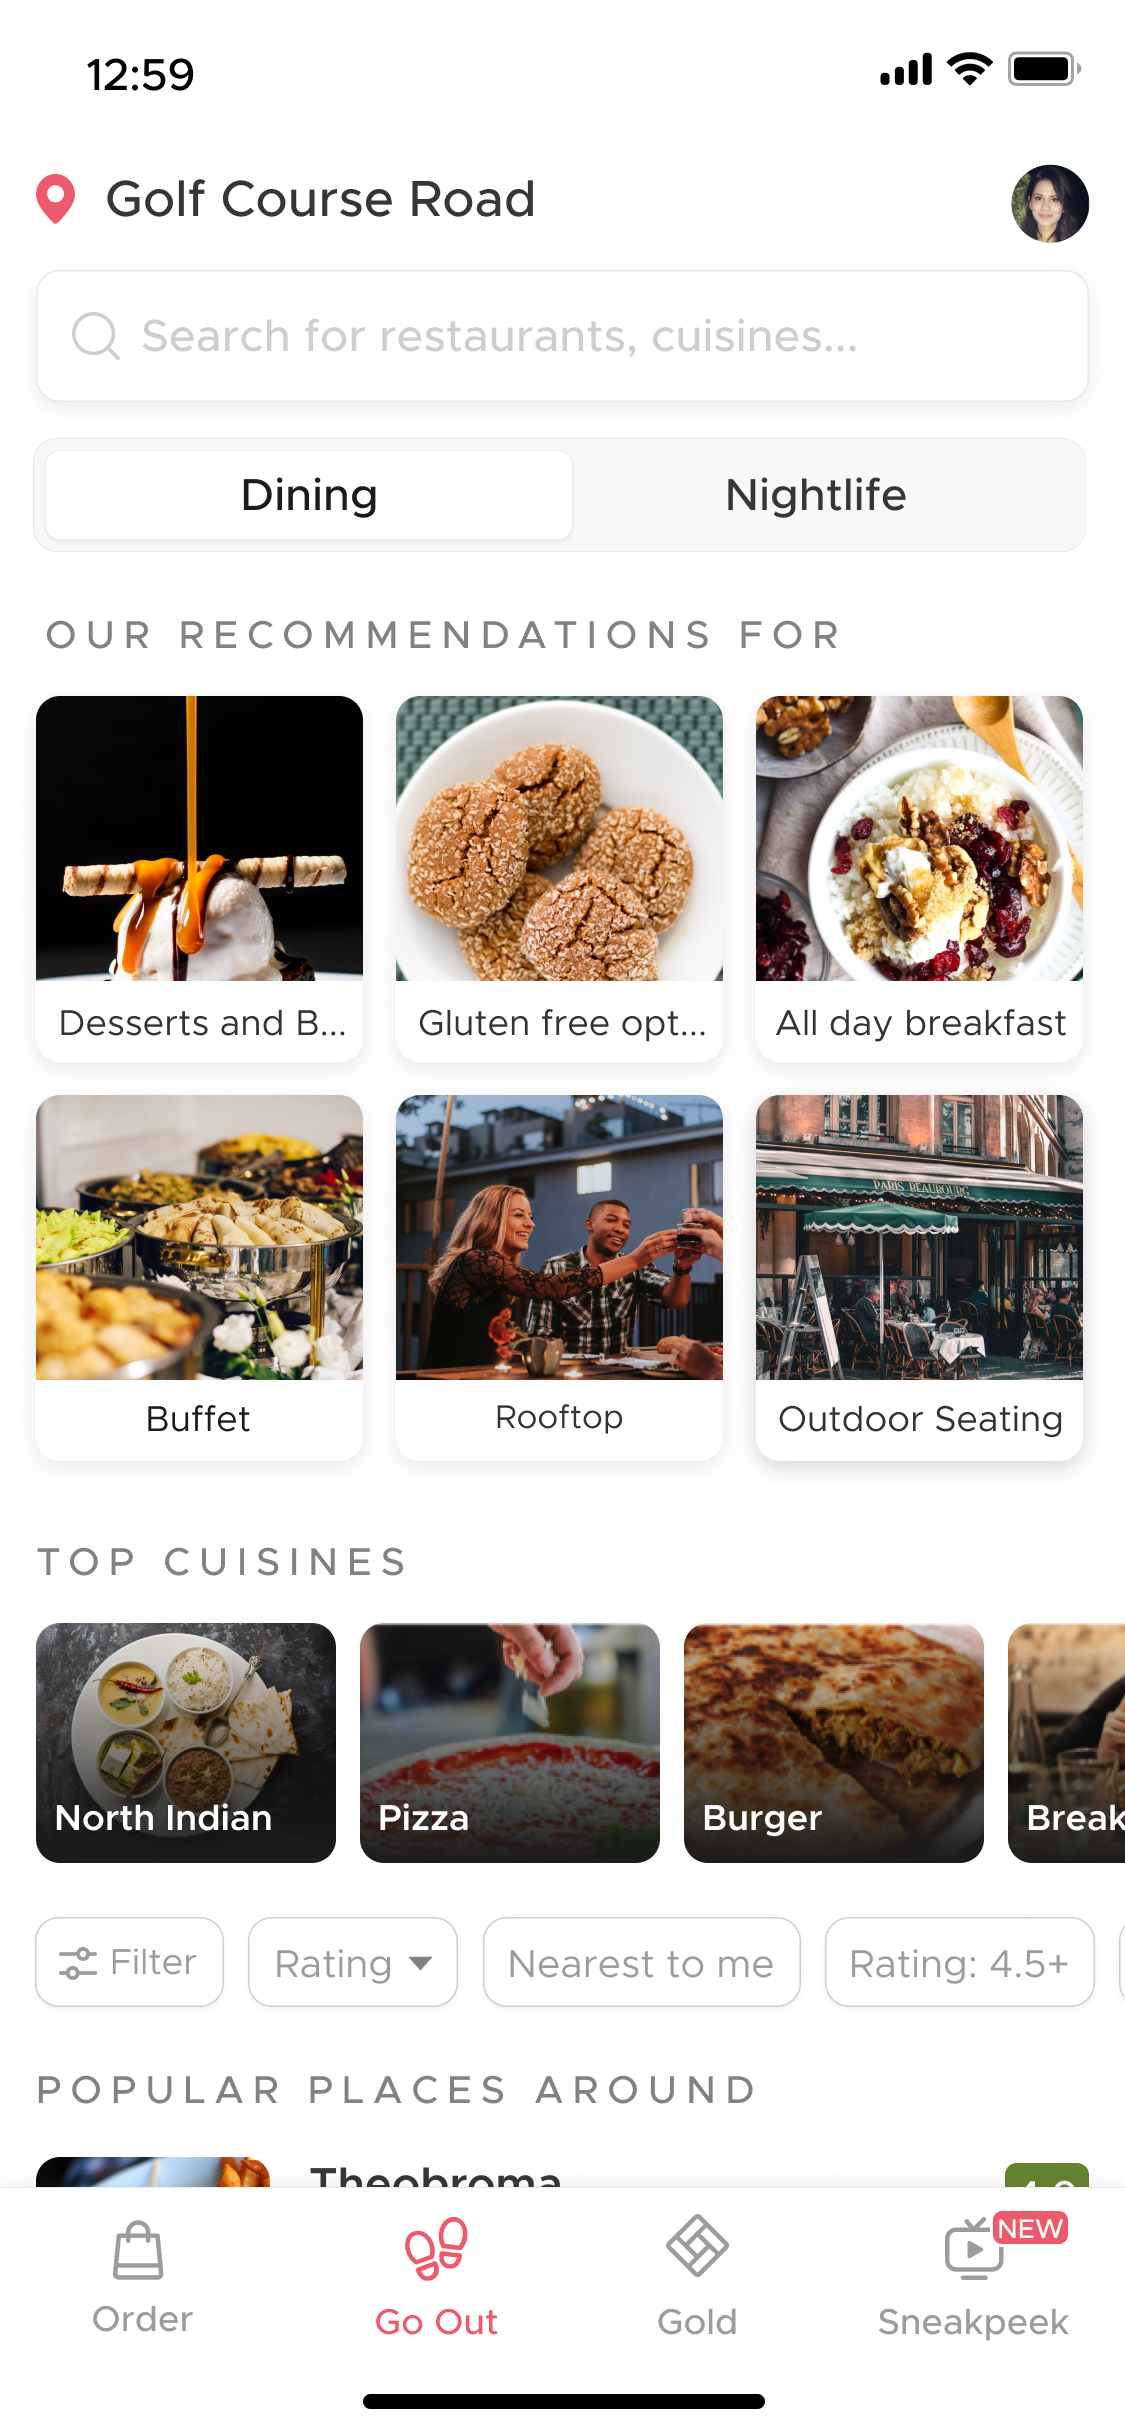 12:59
Golf Course Road
Search for restaurants, cuisines...
Dining
Nightlife
OUR RECOMMENDATIONS FOR
Desserts and B...
Gluten free opt...
All day breakfast
PARIS BEAUBOURG
Buffet
Rooftop
Outdoor Seating
TOP CUISINES
North Indian
Pizza
Burger
Break
Filter
Rating
Nearest to me
Rating: 4.5+
POPULAR PLACES AROUND
Theobroma
NEW
Order
Go Out
Gold
Sneakpeek